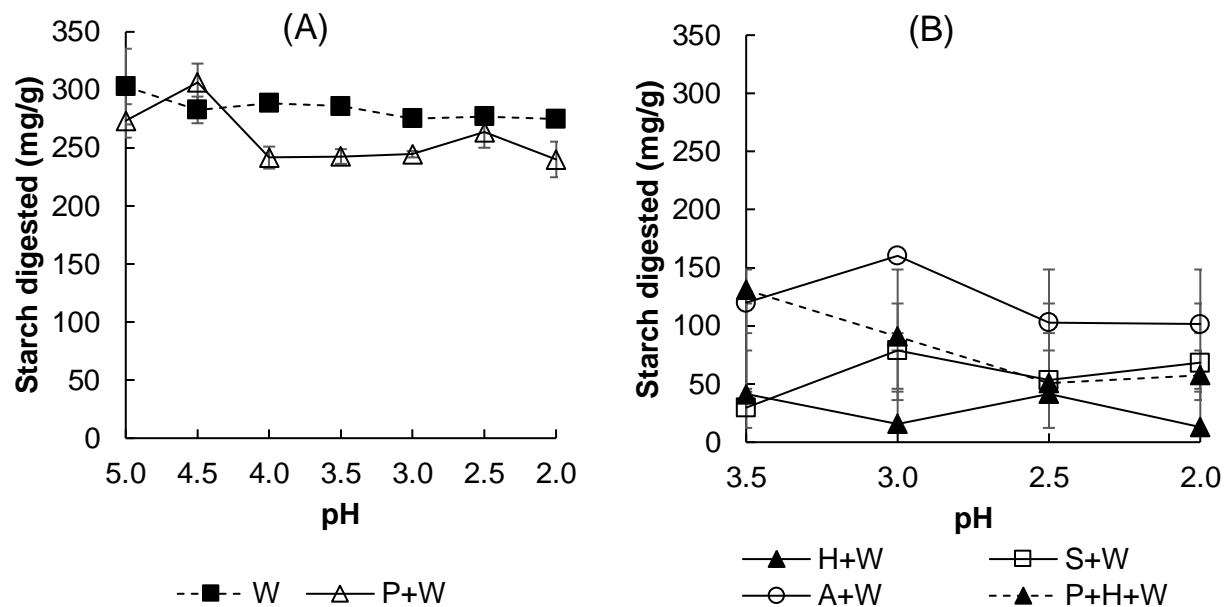 (A)
Starch digested (mg/g)
350
300
250
200
150
100
50
0
5.0 4.5 4.0 3.5 3.0 2.5 2.0
pH
W P+W
(B)
Starch digested (mg/g)
350
300
250
200
150
100
50
0
3.5 3.0 2.5 2.0
pH
H+W S+W
A+W P+H+W